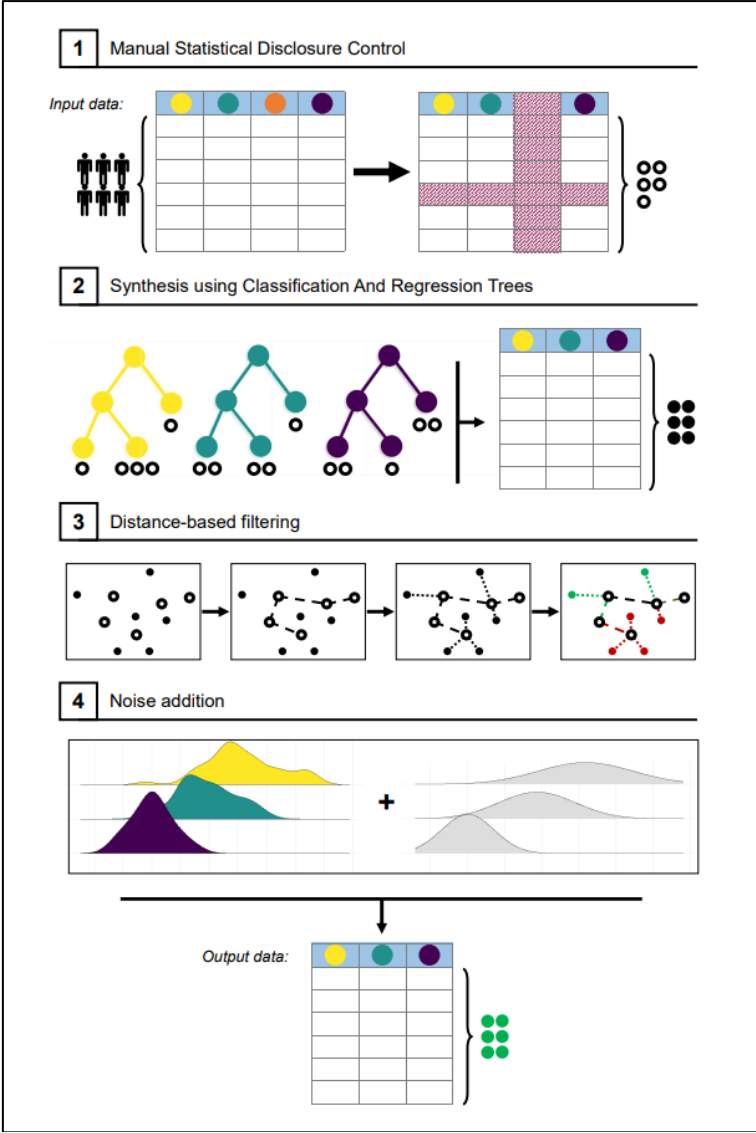 1 Manual Statistical Disclosure Control
Input data:
2 Synthesis using Classification And Regression Trees
3 Distance-based filtering
4 Noise addition
+
Output data: